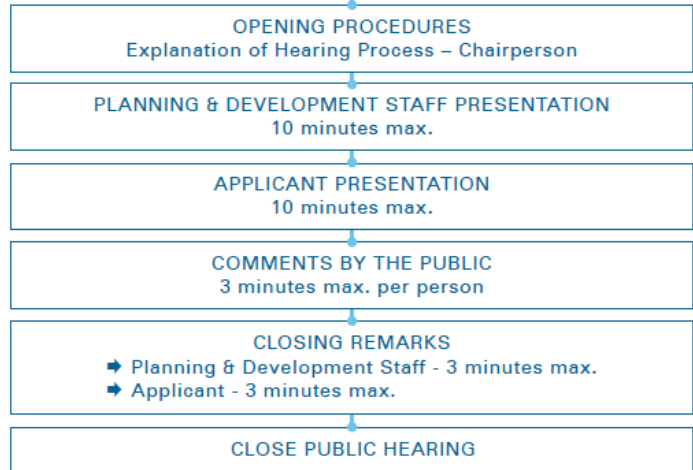 OPENING PROCEDURES
Explanation of Hearing Process – Chairperson
PLANNING & DEVELOPMENT STAFF PRESENTATION
10 minutes max.
APPLICANT PRESENTATION
10 minutes max.
COMMENTS BY THE PUBLIC
3 minutes max. per person
CLOSING REMARKS
➡ Planning & Development Staff - 3 minutes max.
➡ Applicant - 3 minutes max.
CLOSE PUBLIC HEARING